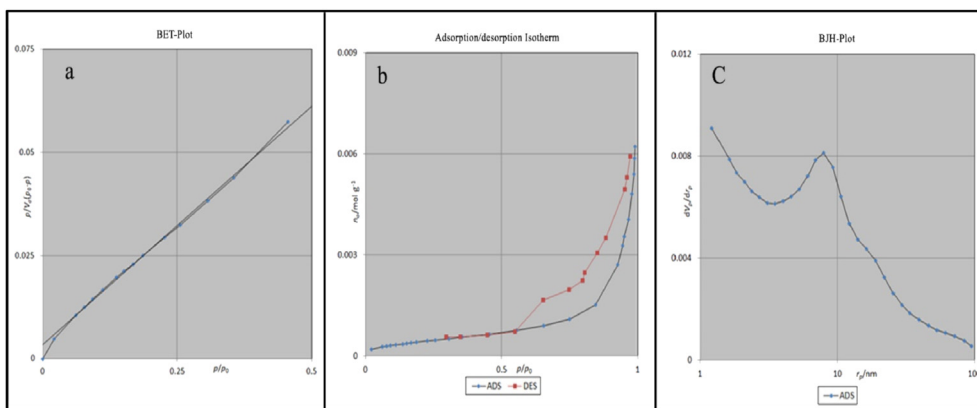 BET-Plot
a
0.075
0.05
0.025
0
0
0.25
0.5
p/p₀
p/Vₐ(p₀-p)
Adsorption/desorption Isotherm
b
0.009
0.006
0.003
0
0
0.5
1
p/p₀
nₐ/mol g⁻¹
ADS
DES
BJH-Plot
C
0.012
0.008
0.004
0
1
10
100
rₚ/nm
dVₚ/drₚ
ADS